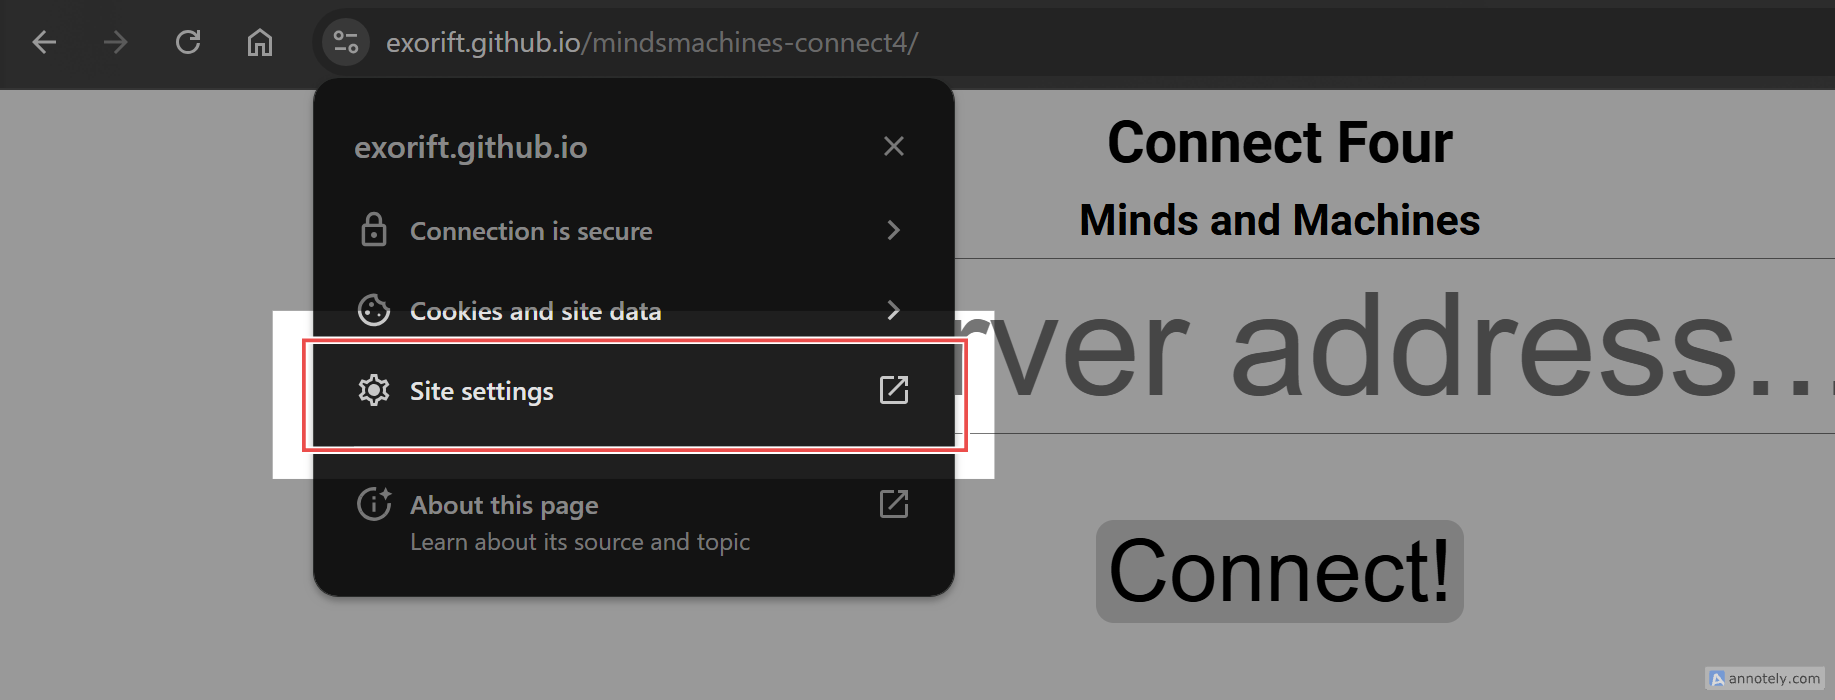 exorift.github.io/mindsmachines-connect4/
exorift.github.io
Connection is secure
Cookies and site data
Site settings
About this page
Learn about its source and topic
Connect Four
Minds and Machines
rver address...
Connect!
annotely.com